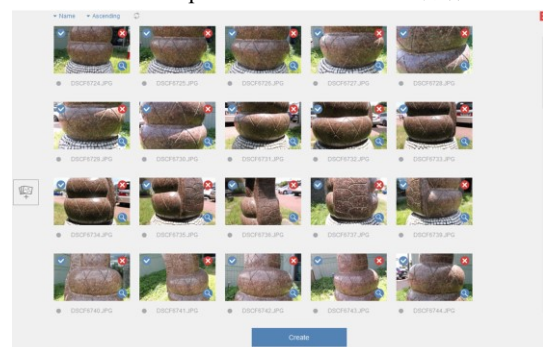 Name Ascending
DSCF6724.JPG DSCF6725.JPG DSCF6726.JPG DSCF6727.JPG DSCF6728.JPG
DSCF6729.JPG DSCF6730.JPG DSCF6731.JPG DSCF6732.JPG DSCF6733.JPG
DSCF6734.JPG DSCF6735.JPG DSCF6736.JPG DSCF6737.JPG DSCF6739.JPG
DSCF6740.JPG DSCF6741.JPG DSCF6742.JPG DSCF6743.JPG DSCF6744.JPG
Create